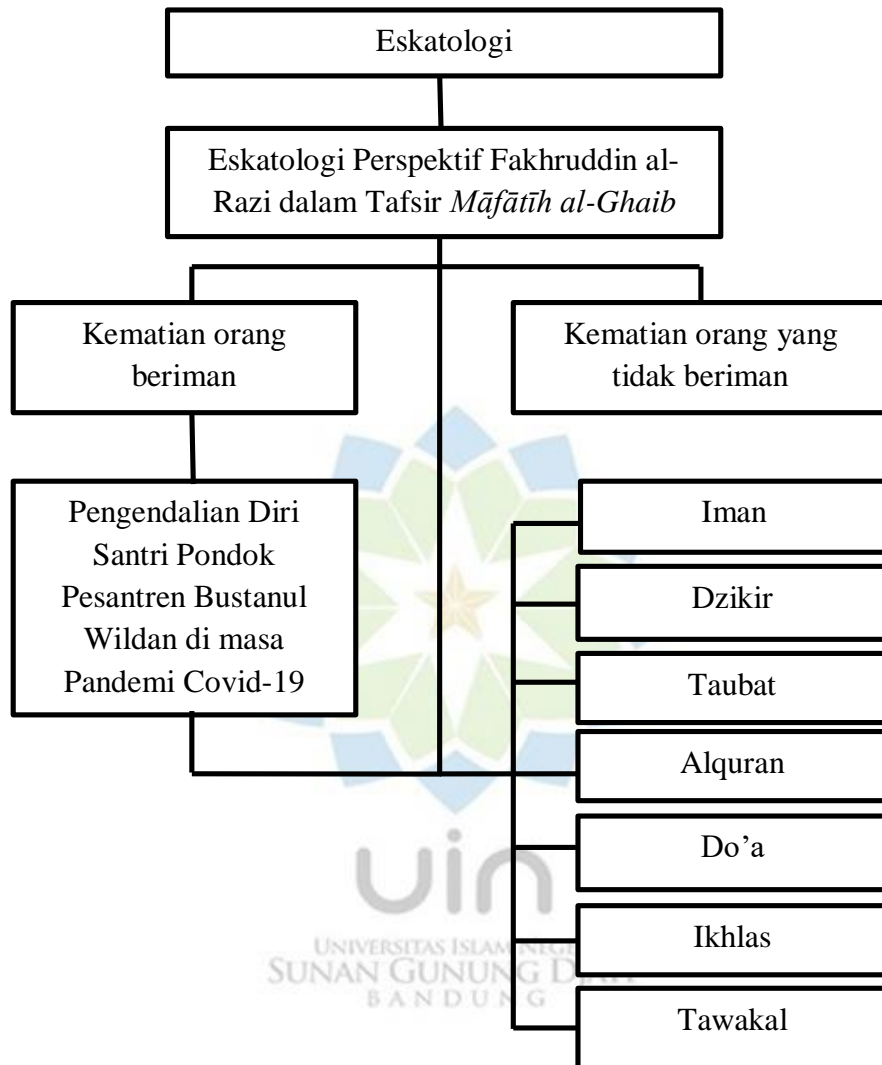 Eskatologi
Eskatologi Perspektif Fakhruddin al-
Razi dalam Tafsir Māfātīh al-Ghaib
Kematian orang
beriman
Kematian orang yang
tidak beriman
Pengendalian Diri
Santri Pondok
Pesantren Bustanul
Wildan di masa
Pandemi Covid-19
Iman
Dzikir
Taubat
Alquran
Do’a
Ikhlas
Tawakal
uin
UNIVERSITAS ISLAM
SUNAN GUNUNG
BANDUNG